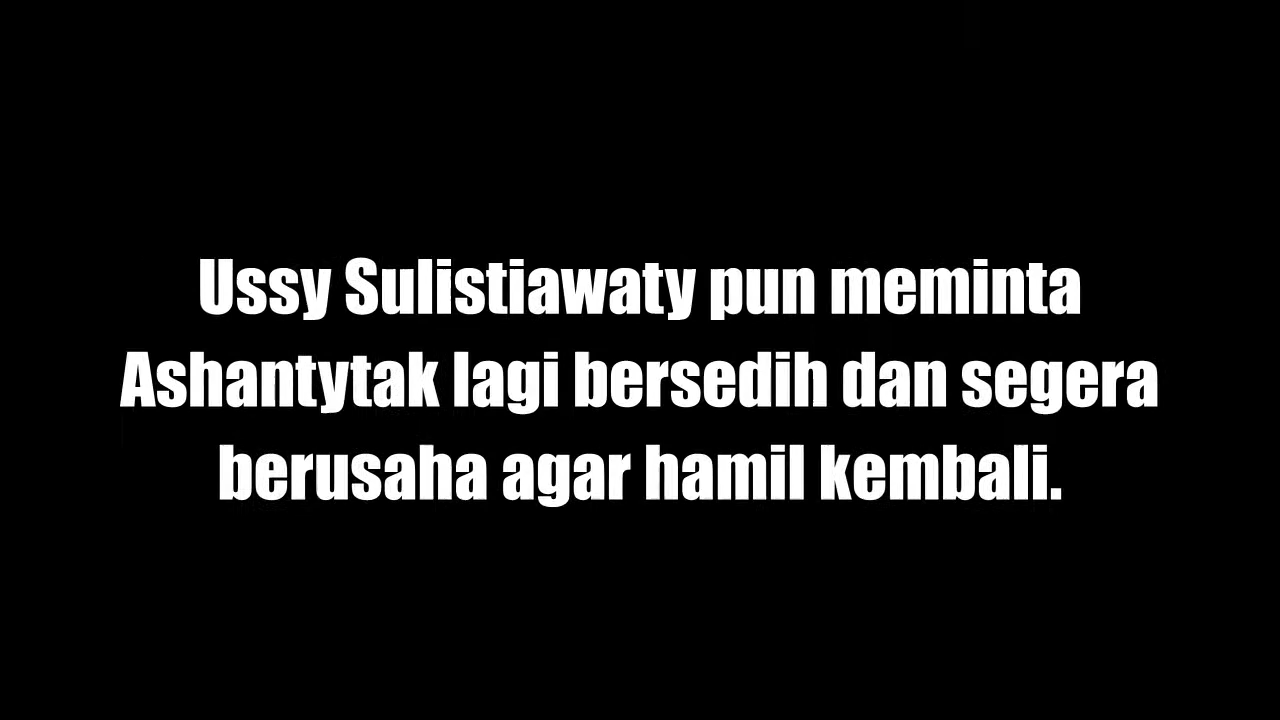 Ussy Sulistiawaty pun meminta
Ashantytak lagi bersedih dan segera
berusaha agar hamil kembali.